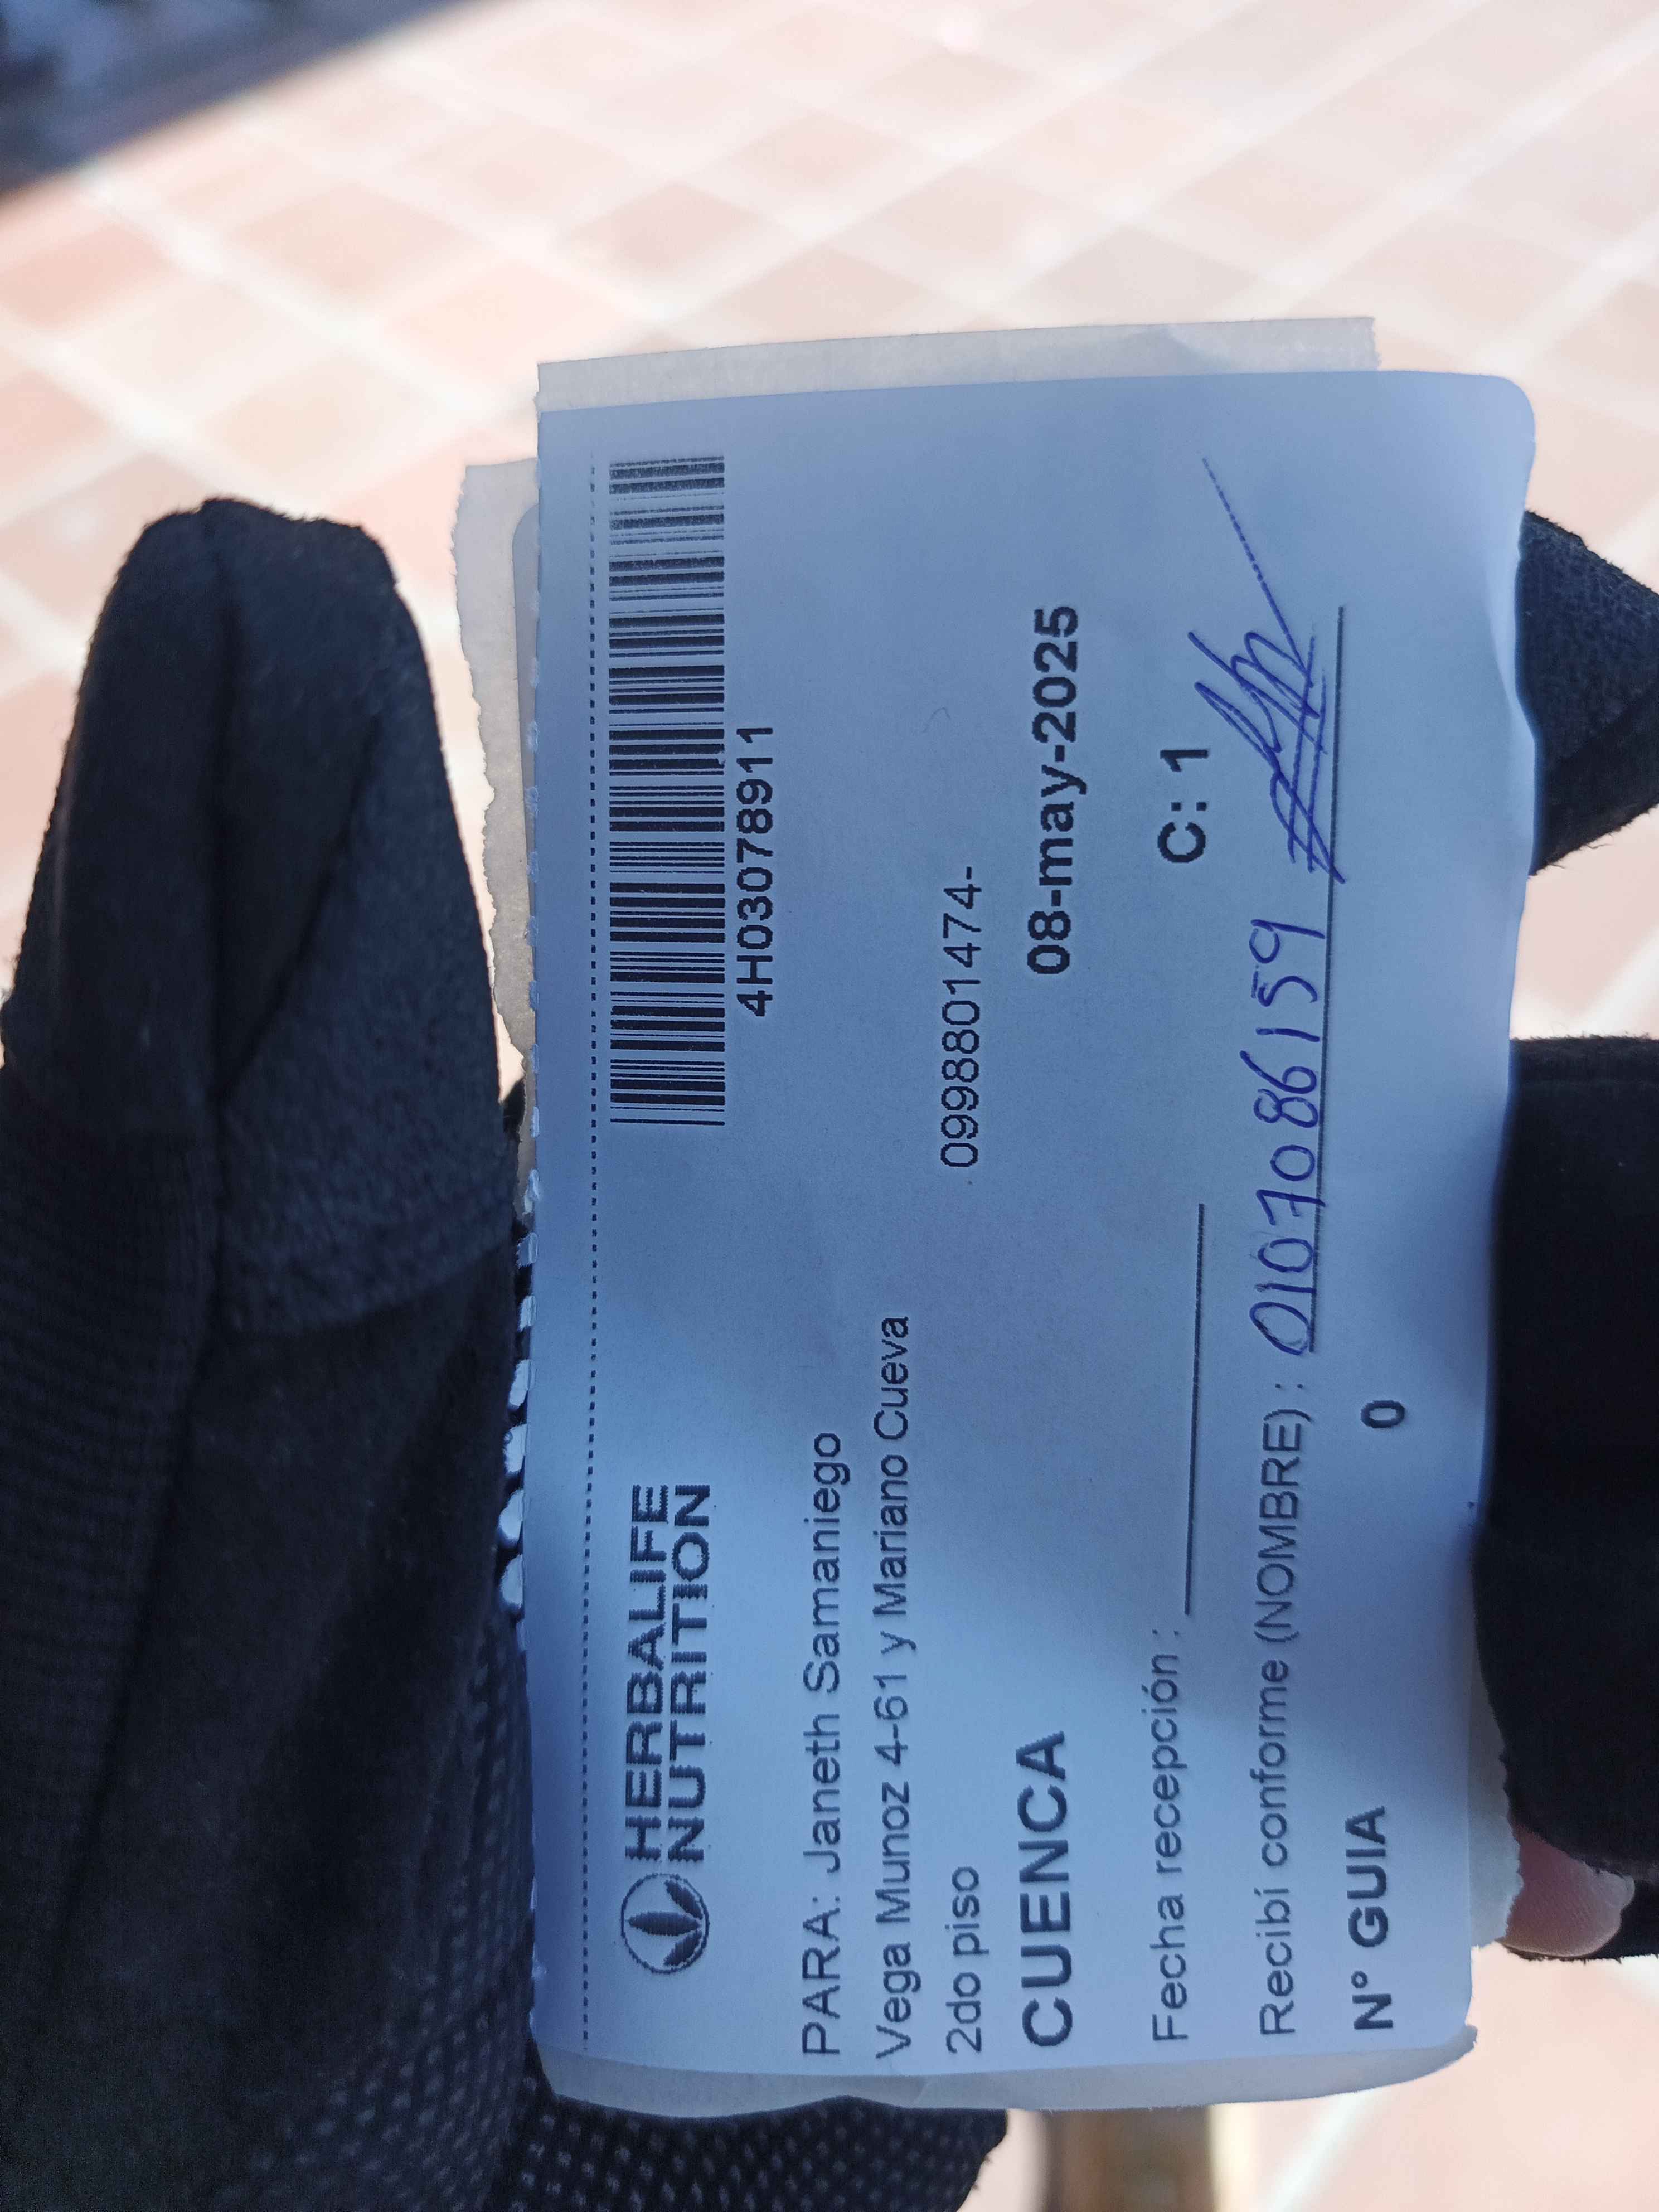 HERBALIFE
NUTRITION
4H03078911
PARA: Janeth Samaniego
Vega Munoz 4-61 y Mariano Cueva
2do piso
0998801474-
CUENCA
08-may-2025
Fecha recepción :
C: 1
Recibí conforme (NOMBRE) : 0107086159
N° GUIA
0